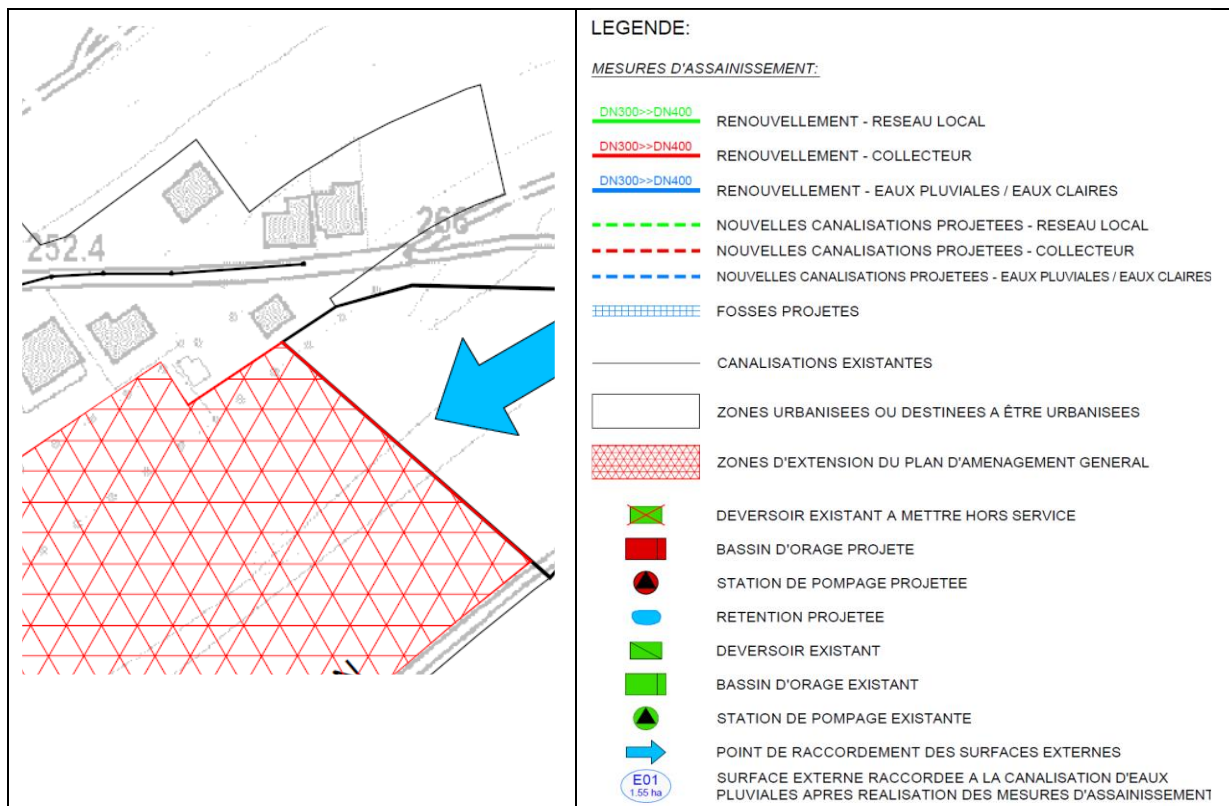 252.4
266
LEGENDE:
MESURES D'ASSAINISSEMENT:
DN300>>DN400
RENOUVELLEMENT - RESEAU LOCAL
DN300>>DN400
RENOUVELLEMENT - COLLECTEUR
DN300>>DN400
RENOUVELLEMENT - EAUX PLUVIALES / EAUX CLAIRES
NOUVELLES CANALISATIONS PROJETEES - RESEAU LOCAL
NOUVELLES CANALISATIONS PROJETEES - COLLECTEUR
NOUVELLES CANALISATIONS PROJETEES - EAUX PLUVIALES / EAUX CLAIRES
FOSSES PROJETES
CANALISATIONS EXISTANTES
ZONES URBANISEES OU DESTINEES A ÊTRE URBANISEES
ZONES D'EXTENSION DU PLAN D'AMENAGEMENT GENERAL
DEVERSOIR EXISTANT A METTRE HORS SERVICE
BASSIN D'ORAGE PROJETE
STATION DE POMPAGE PROJETEE
RETENTION PROJETEE
DEVERSOIR EXISTANT
BASSIN D'ORAGE EXISTANT
STATION DE POMPAGE EXISTANTE
POINT DE RACCORDEMENT DES SURFACES EXTERNES
E01
1.55 ha
SURFACE EXTERNE RACCORDEE A LA CANALISATION D'EAUX
PLUVIALES APRES REALISATION DES MESURES D'ASSAINISSEMENT